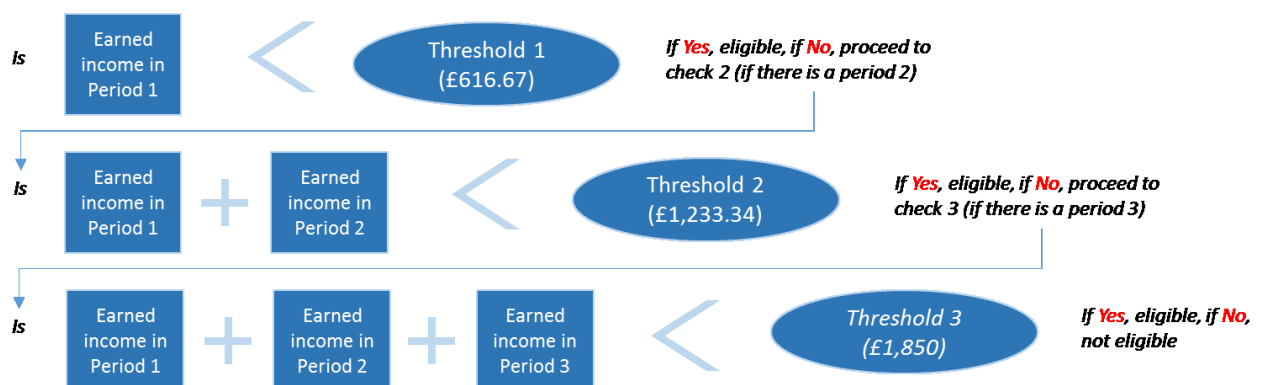 Is
Earned
income in
Period 1
<
Threshold 1
(£616.67)
If Yes, eligible, if No, proceed to
check 2 (if there is a period 2)
Is
Earned
income in
Period 1
+
Earned
income in
Period 2
<
Threshold 2
(£1,233.34)
If Yes, eligible, if No, proceed to
check 3 (if there is a period 3)
Is
Earned
income in
Period 1
+
Earned
income in
Period 2
+
Earned
income in
Period 3
<
Threshold 3
(£1,850)
If Yes, eligible, if No,
not eligible